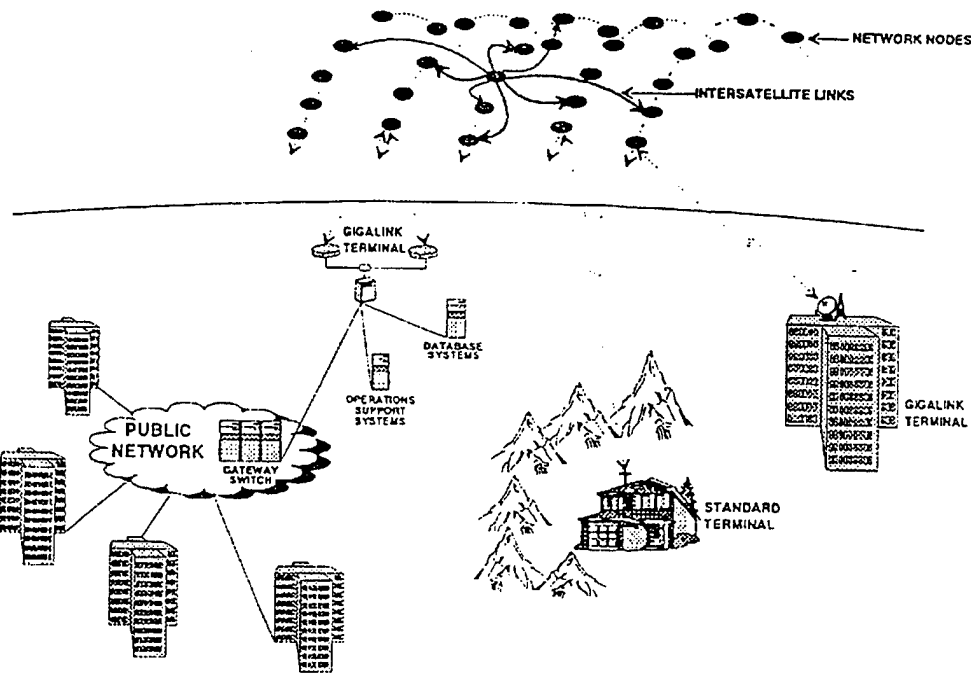 NETWORK NODES
INTERSATELLITE LINKS
GIGALINK
TERMINAL
DATABASE
SYSTEMS
OPERATIONS
SUPPORT
SYSTEMS
PUBLIC
NETWORK
GATEWAY
SWITCH
GIGALINK
TERMINAL
STANDARD
TERMINAL